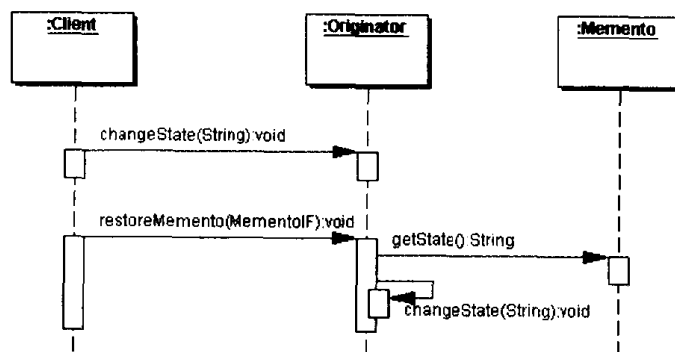 :Client
:Originator
:Memento
changeState(String):void
restoreMemento(MementoIF):void
getState():String
changeState(String):void